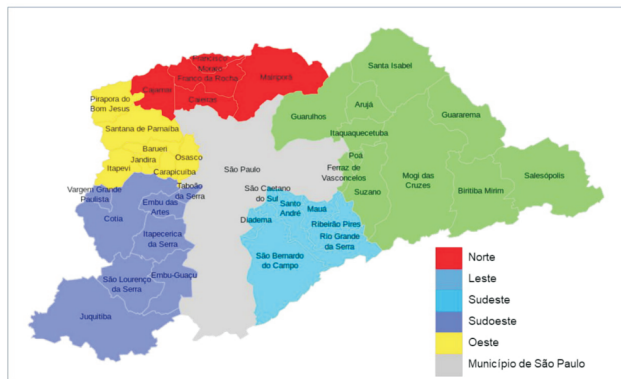 Francisco
Morato
Franco da Rocha
Mairiporã
Cajamar
Caieiras
Santa Isabel
Pirapora do
Bom Jesus
Arujá
Guarulhos
Guararema
Santana de Parnaíba
Itaquaquecetuba
Barueri
Jandira
Osasco
Itapevi
Carapicuíba
São Paulo
Poá
Ferraz de
Vasconcelos
Mogi das
Cruzes
Salesópolis
Biritiba Mirim
Suzano
Vargem Grande
Paulista
Taboão
da Serra
São Caetano
do Sul
Embu das
Artes
Santo
André
Mauá
Cotia
Diadema
Ribeirão Pires
Rio Grande
da Serra
Itapecerica
da Serra
São Bernardo
do Campo
Embu-Guaçu
São Lourenço
da Serra
Juquitiba
Norte
Leste
Sudeste
Sudoeste
Oeste
Município de São Paulo